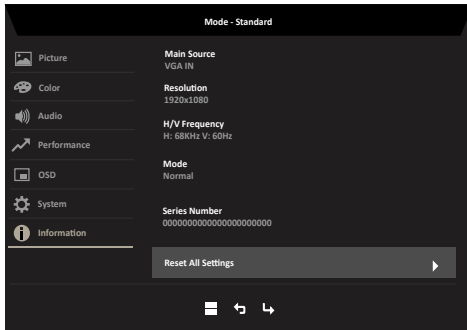 Mode - Standard
Picture
Color
Audio
Performance
OSD
System
Information
Main Source
VGA IN
Resolution
1920x1080
H/V Frequency
H: 68KHz V: 60Hz
Mode
Normal
Series Number
0000000000000000000000
Reset All Settings